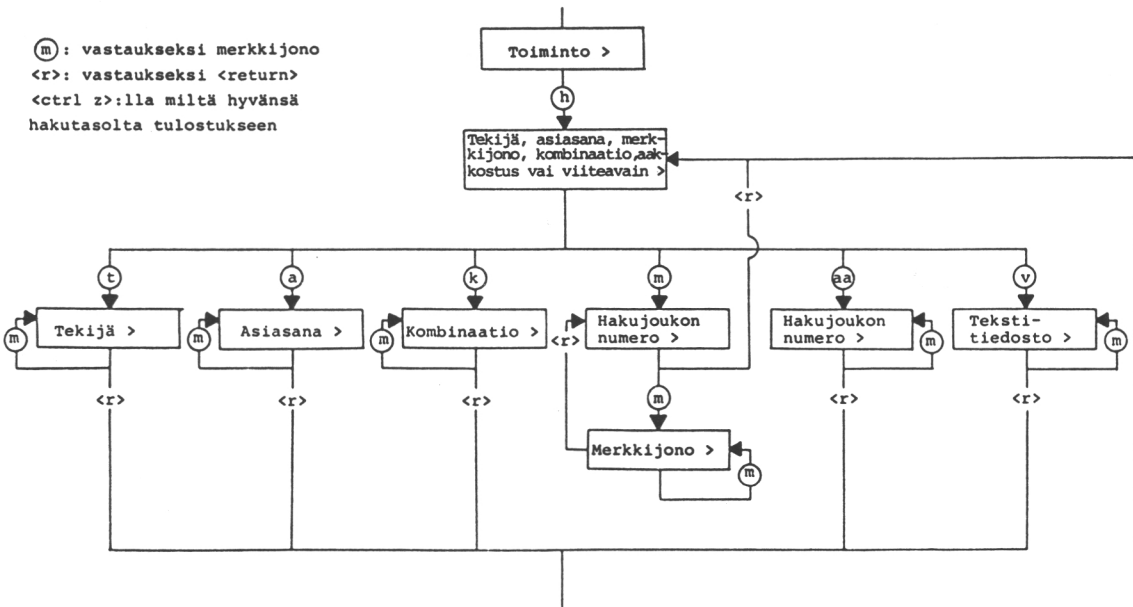 m: vastaukseksi merkkijono
<r>: vastaukseksi <return>
<ctrl z>:lla miltä hyvänsä
hakutasolta tulostukseen
Toiminto >
h
Tekijä, asiasana, merk-
kijono, kombinaatio,aak-
kostus vai viiteavain >
<r>
t
a
k
m
aa
v
Tekijä >
m
Asiasana >
m
Kombinaatio >
m
Hakujoukon
numero >
<r>
Hakujoukon
numero >
m
Teksti-
tiedosto >
m
<r>
<r>
<r>
m
<r>
<r>
Merkkijono >
m